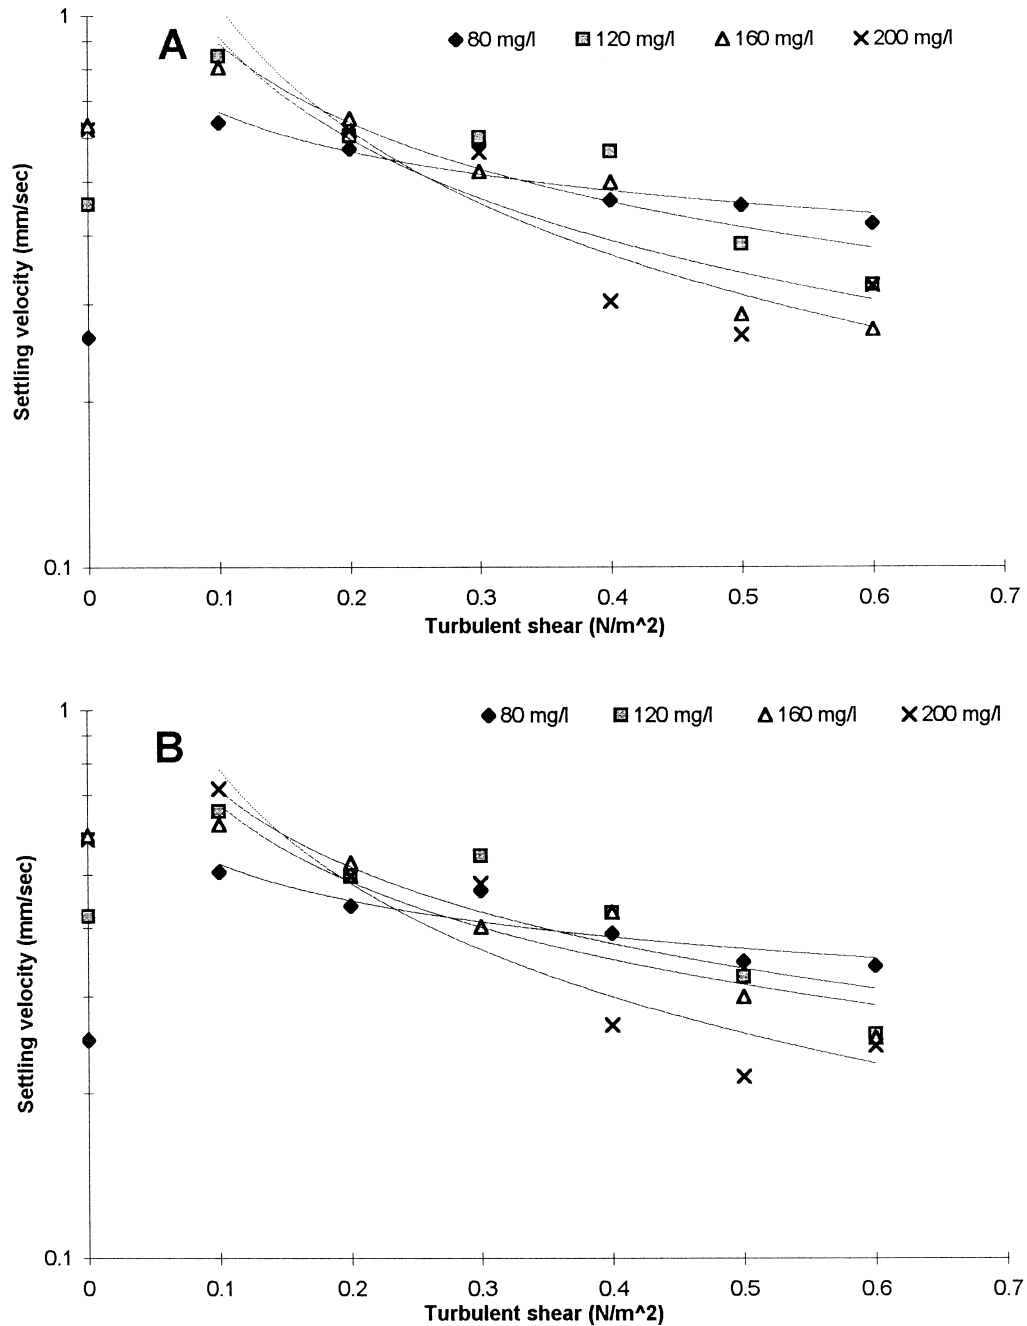 1
A
80 mg/l 120 mg/l 160 mg/l 200 mg/l
Settling velocity (mm/sec)
0.1
0 0.1 0.2 0.3 0.4 0.5 0.6 0.7
Turbulent shear (N/m^2)
1
80 mg/l 120 mg/l 160 mg/l 200 mg/l
B
Settling velocity (mm/sec)
0.1
0 0.1 0.2 0.3 0.4 0.5 0.6 0.7
Turbulent shear (N/m^2)